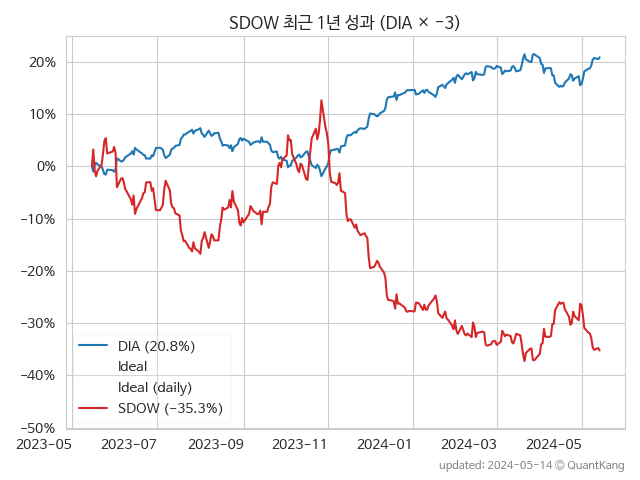 SDOW 최근 1년 성과 (DIA × −3)
20%
10%
0%
−10%
−20%
−30%
−40%
−50%
DIA (20.8%)
Ideal
Ideal (daily)
SDOW (−35.3%)
2023-05 2023-07 2023-09 2023-11 2024-01 2024-03 2024-05
updated: 2024-05-14 © QuantKang